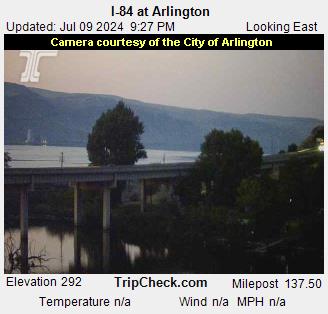 I-84 at Arlington
Updated: Jul 09 2024 9:27 PM Looking East
Camera courtesy of the City of Arlington
Elevation 292 TripCheck.com Milepost 137.50
Temperature n/a Wind n/a MPH n/a